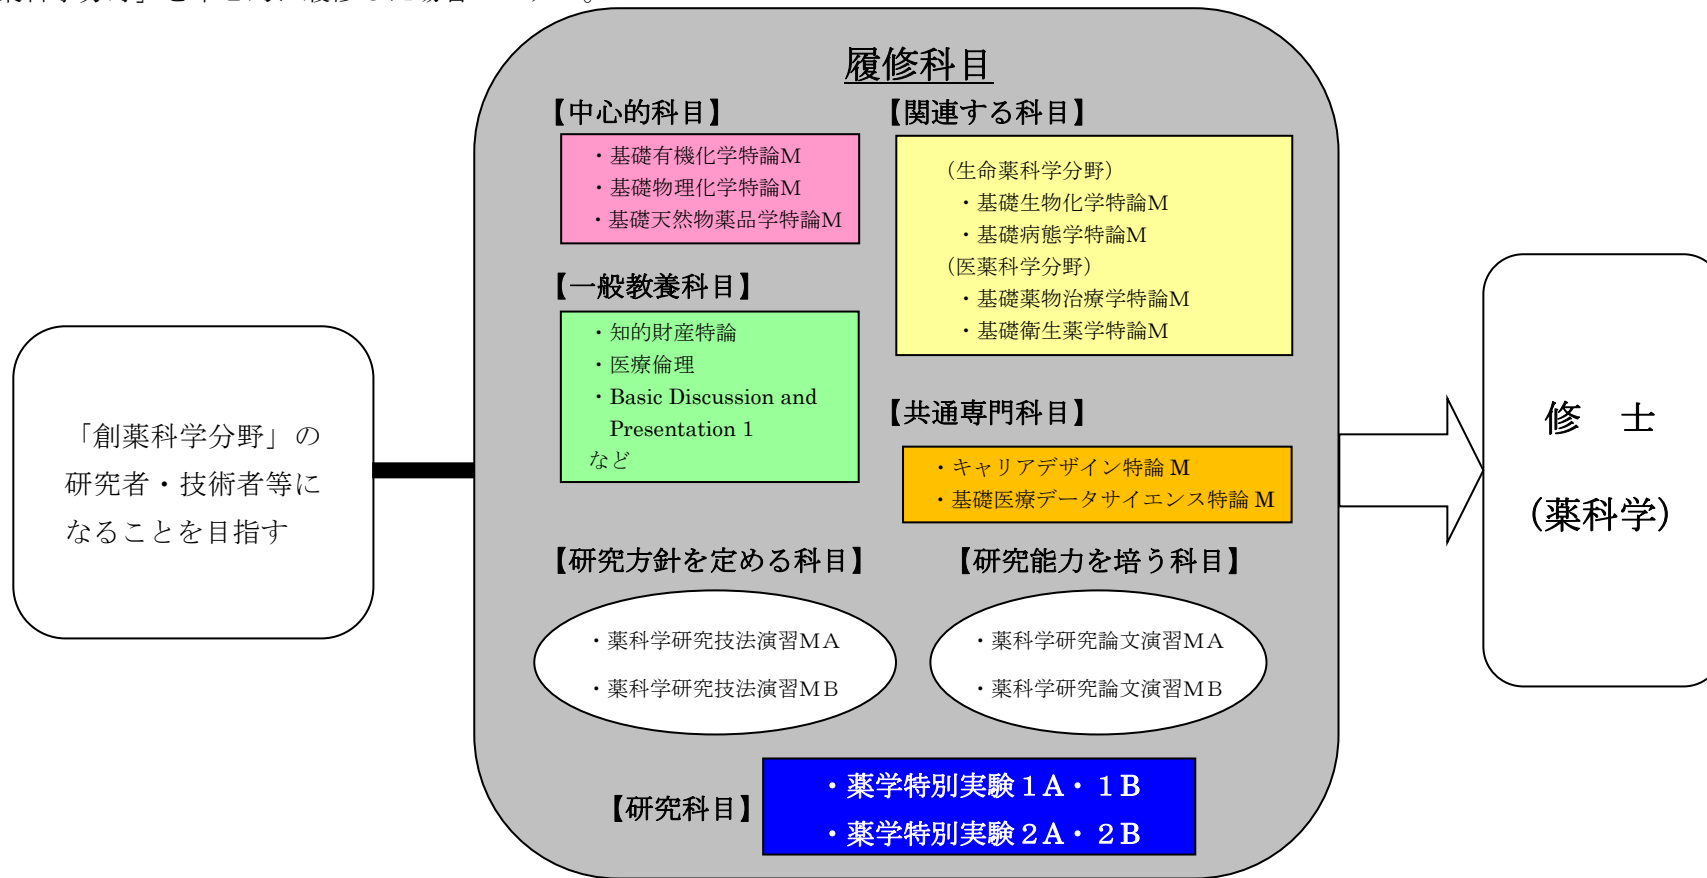 履修科目
【中心的科目】
・基礎有機化学特論M
・基礎物理化学特論M
・基礎天然物薬品学特論M
【関連する科目】
(生命薬科学分野)
・基礎生物化学特論M
・基礎病態学特論M
(医薬科学分野)
・基礎薬物治療学特論M
・基礎衛生薬学特論M
【一般教養科目】
・知的財産特論
・医療倫理
・Basic Discussion and
Presentation 1
など
【共通専門科目】
・キャリアデザイン特論 M
・基礎医療データサイエンス特論 M
「創薬科学分野」の
研究者・技術者等に
なることを目指す
修 士
(薬科学)
【研究方針を定める科目】
・薬科学研究技法演習MA
・薬科学研究技法演習MB
【研究能力を培う科目】
・薬科学研究論文演習MA
・薬科学研究論文演習MB
【研究科目】
・薬学特別実験1A・1B
・薬学特別実験2A・2B